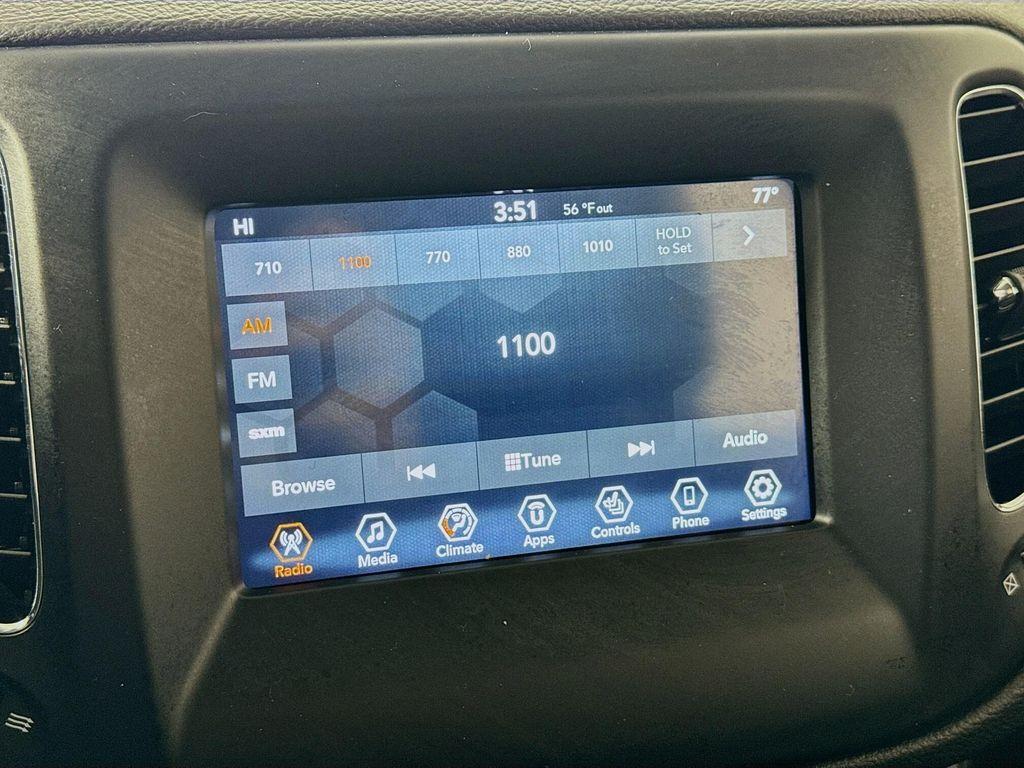 HI 3:51 56 °F out 77°
710 1100 770 880 1010 HOLD to Set
AM
1100
FM
sxm
Browse Tune Audio
Radio Media Climate Apps Controls Phone Settings